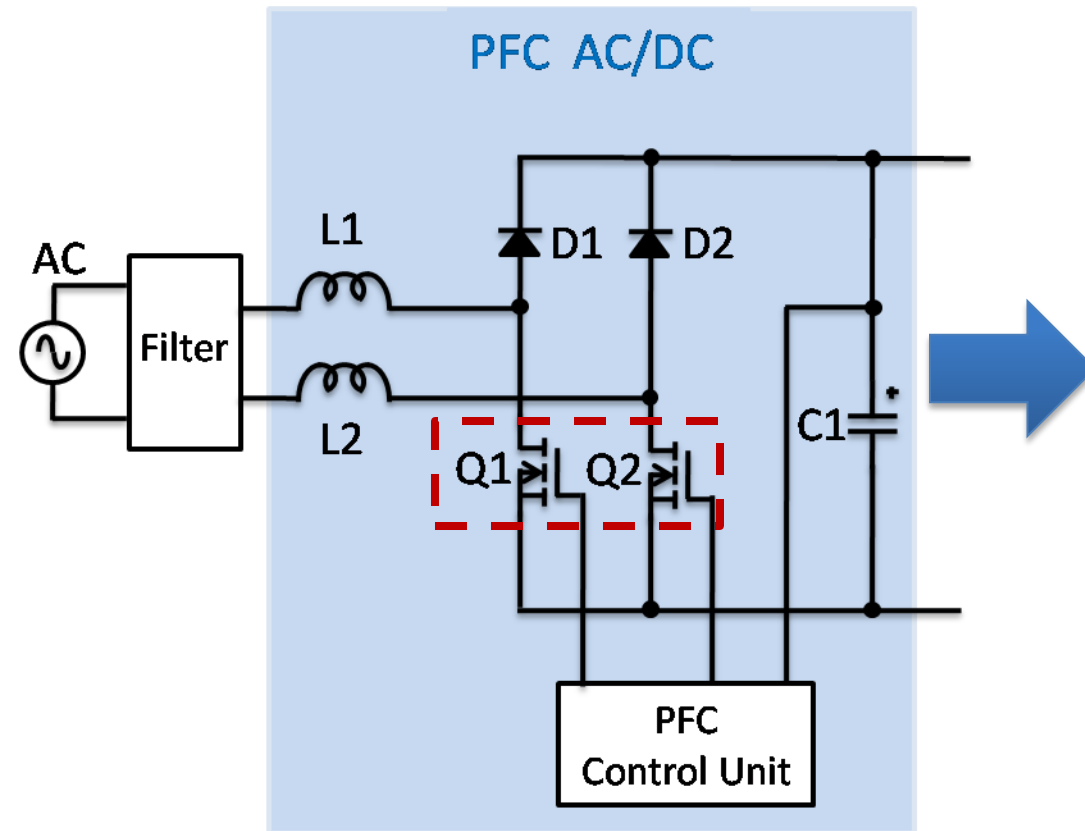 PFC AC/DC
L1
D1
D2
AC
Filter
L2
C1
+
Q1
Q2
PFC
Control Unit